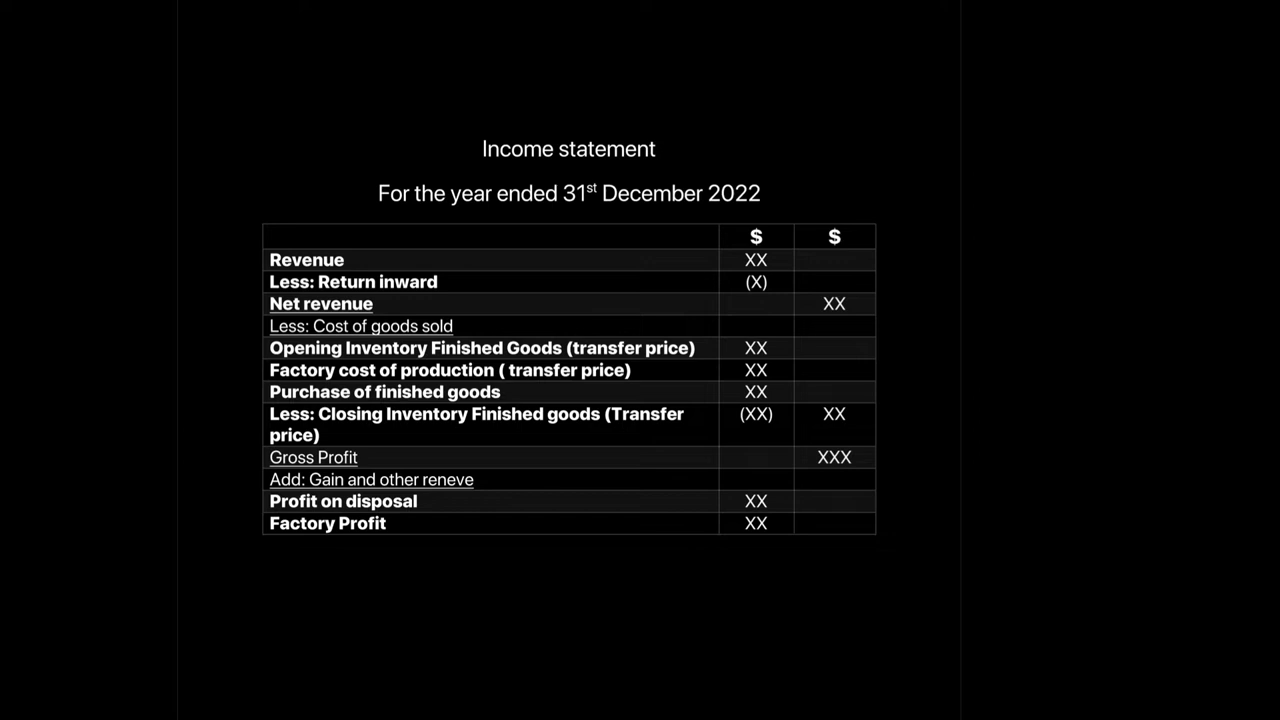 Income statement
For the year ended 31st December 2022
$ $
Revenue XX
Less: Return inward (X)
Net revenue XX
Less: Cost of goods sold
Opening Inventory Finished Goods (transfer price) XX
Factory cost of production ( transfer price) XX
Purchase of finished goods XX
Less: Closing Inventory Finished goods (Transfer (XX) XX
price)
Gross Profit XXX
Add: Gain and other reneve
Profit on disposal XX
Factory Profit XX